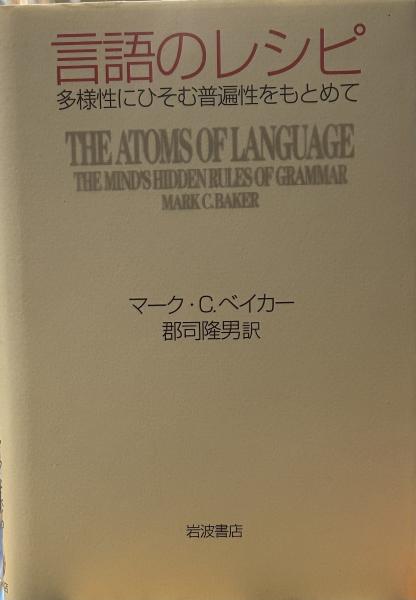 言語のレシピ
多様性にひそむ普遍性をもとめて
THE ATOMS OF LANGUAGE
THE MIND'S HIDDEN RULES OF GRAMMAR
MARK C. BAKER
マーク・C.ベイカー
郡司隆男訳
岩波書店